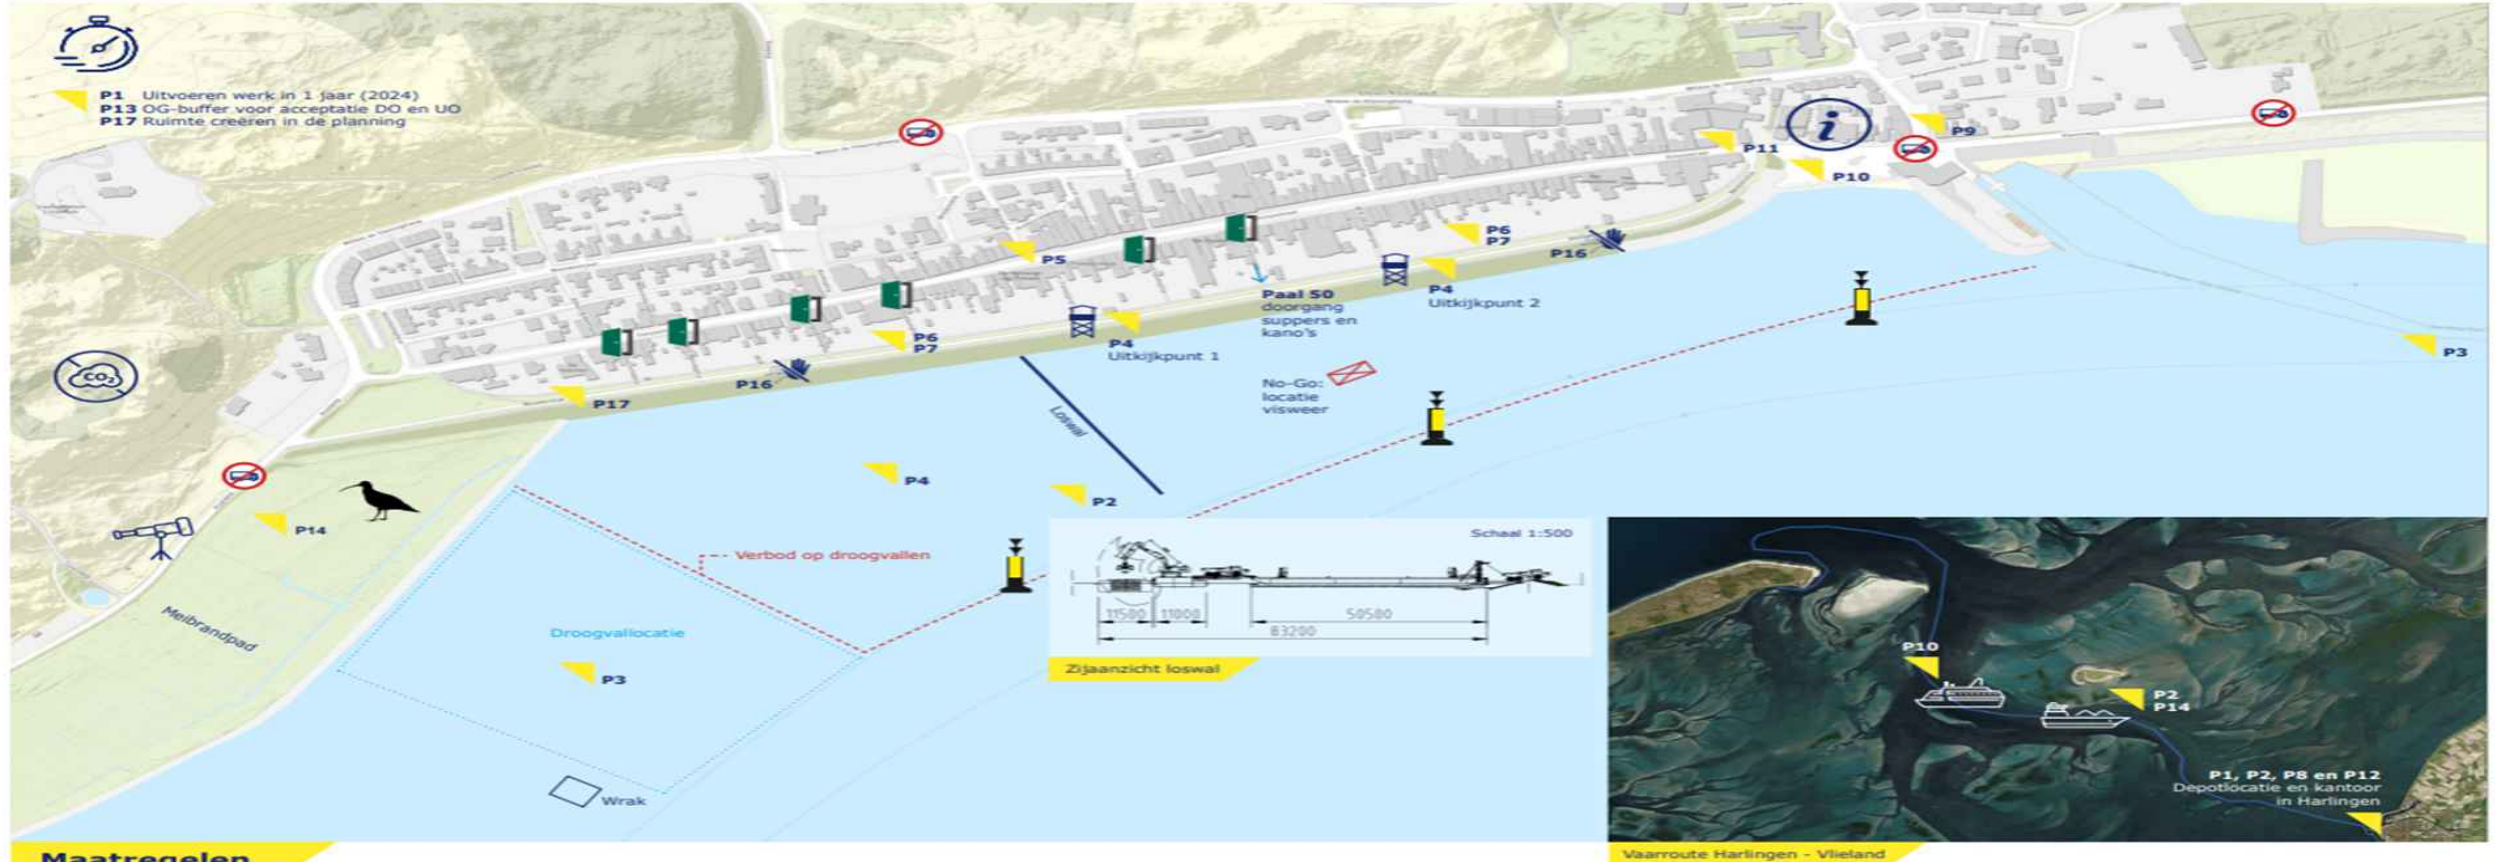 P1 Uitvoeren werk in 1 jaar (2024)
P13 OG-buffer voor acceptatie DO en UO
P17 Ruimte creëren in de planning
P9
P11
P10
P6
P7
P16
P5
Paal 50
doorgang
suppers en
kano's
P4
Uitkijkpunt 2
P6
P7
P4
Uitkijkpunt 1
P3
CO2
P16
P17
No-Go:
locatie
visweer
Loswal
P4
P2
P14
Verbod op droogvallen
Schaal 1:500
11500
11000
50500
83200
Zijaanzicht loswal
Meibrandpad
Droogvallocatie
P3
Wrak
P10
P2
P14
P1, P2, P8 en P12
Depotlocatie en kantoor
in Harlingen
Maatregelen
Vaarroute Harlingen - Vlieland